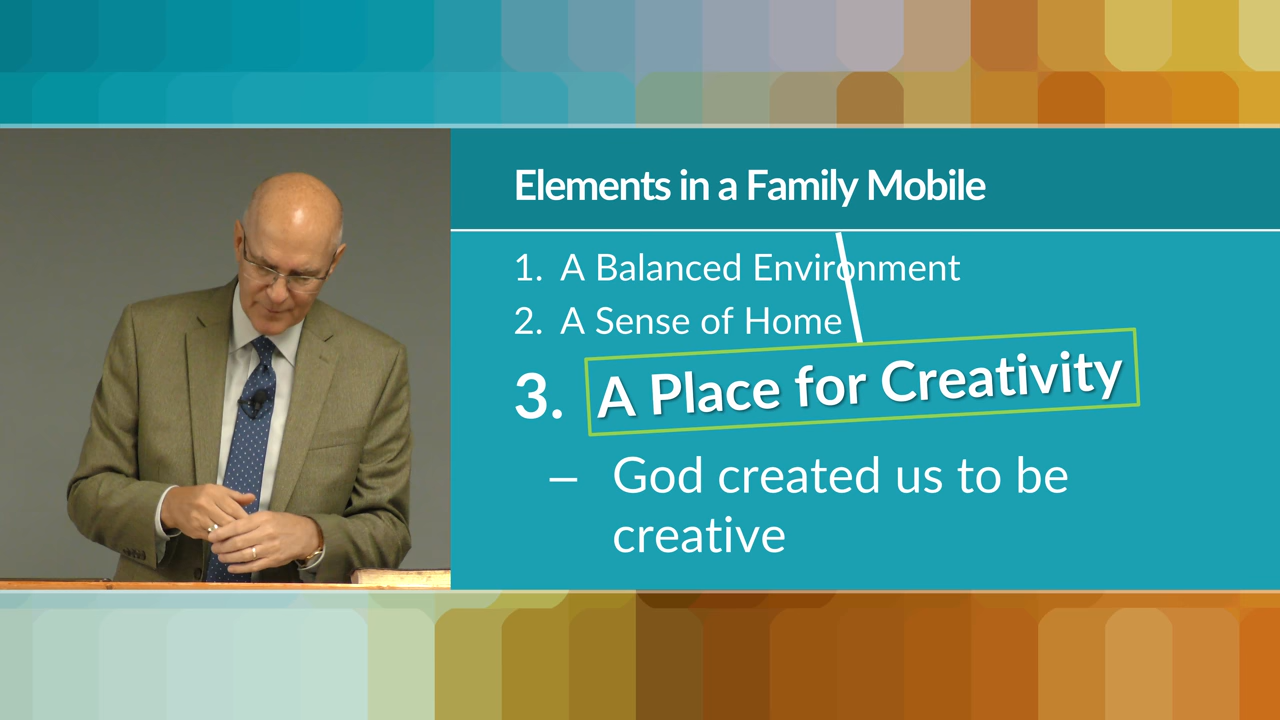 Elements in a Family Mobile
1. A Balanced Environment
2. A Sense of Home
3. A Place for Creativity
– God created us to be
creative